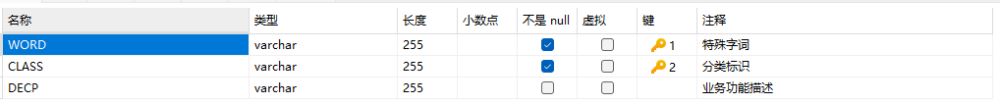 名称 类型 长度 小数点 不是 null 虚拟 键 注释
WORD varchar 255 1 特殊字词
CLASS varchar 255 2 分类标识
DECP varchar 255 业务功能描述